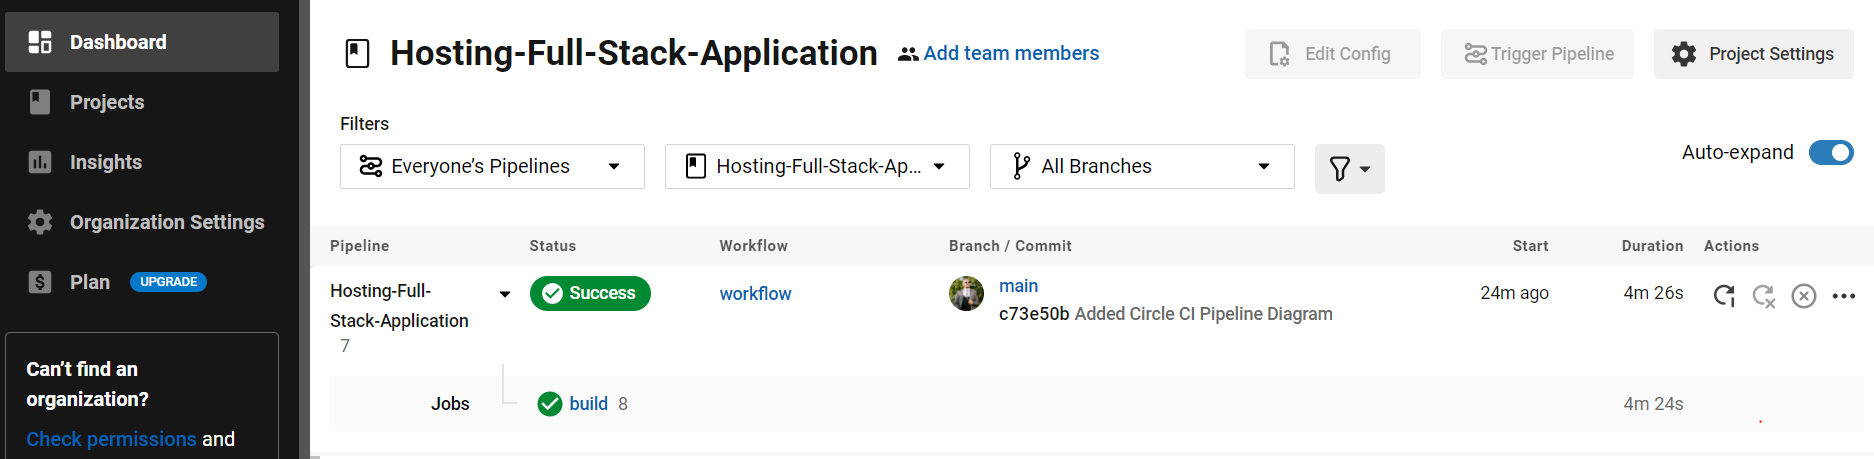 Dashboard
Projects
Insights
Organization Settings
Plan UPGRADE
Can't find an
organization?
Check permissions and
Hosting-Full-Stack-Application Add team members
Edit Config Trigger Pipeline Project Settings
Filters
Everyone's Pipelines Hosting-Full-Stack-Ap... All Branches Auto-expand
Pipeline Status Workflow Branch / Commit Start Duration Actions
Hosting-Full-
Stack-Application
7
Success workflow
main
c73e50b Added Circle CI Pipeline Diagram
24m ago 4m 26s
Jobs build 8 4m 24s